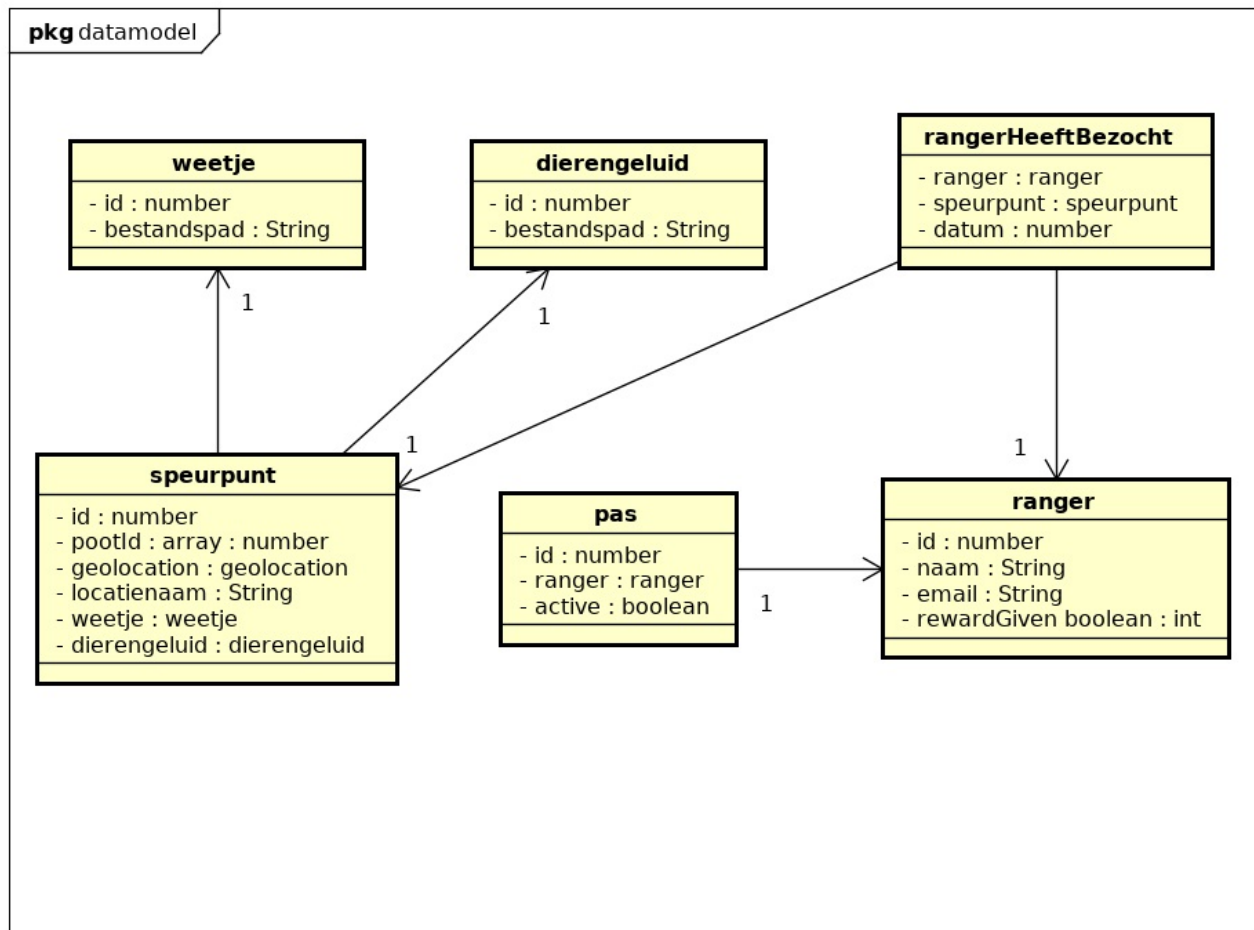 pkg datamodel
weetje
- id : number
- bestandspad : String
dierengeluid
- id : number
- bestandspad : String
rangerHeeftBezocht
- ranger : ranger
- speurpunt : speurpunt
- datum : number
1
1
1
1
speurpunt
- id : number
- pootId : array : number
- geolocation : geolocation
- locatienaam : String
- weetje : weetje
- dierengeluid : dierengeluid
pas
- id : number
- ranger : ranger
- active : boolean
1
ranger
- id : number
- naam : String
- email : String
- rewardGiven boolean : int